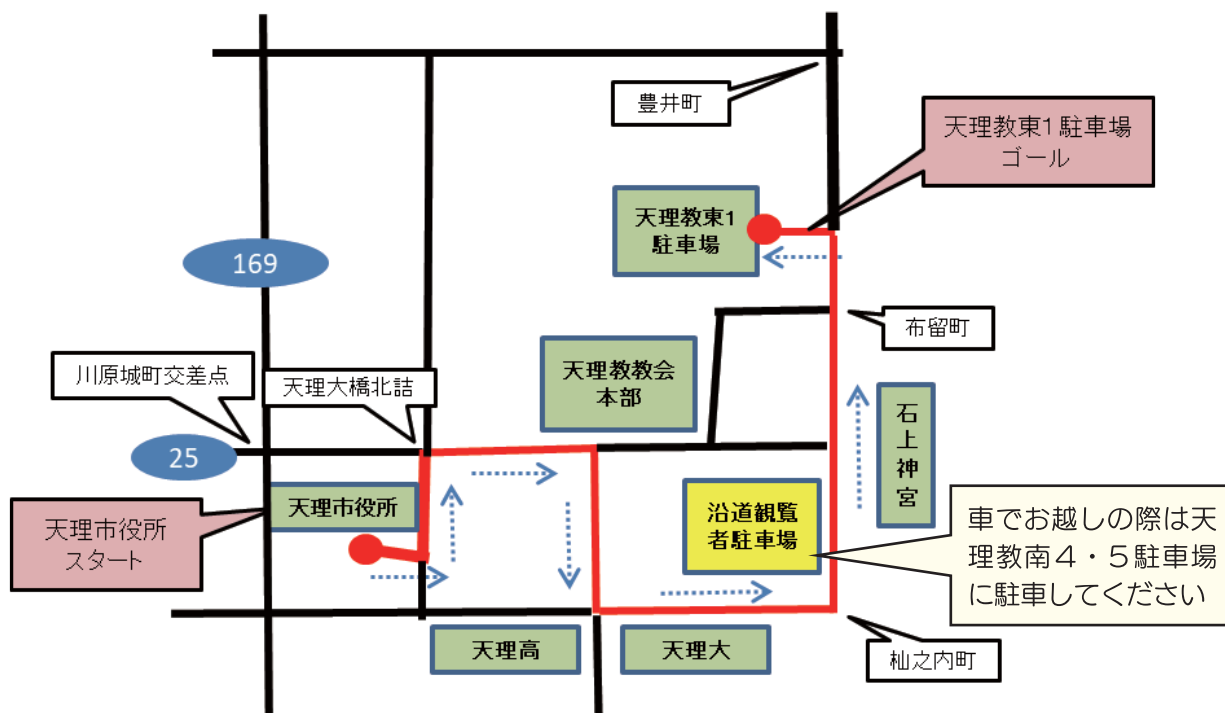 豊井町
天理教東1駐車場
ゴール
天理教東1
駐車場
169
布留町
川原城町交差点
天理大橋北詰
天理教教会
本部
石上神宮
25
天理市役所
沿道観覧
者駐車場
天理市役所
スタート
車でお越しの際は天
理教南4・5駐車場
に駐車してください
天理高
天理大
杣之内町